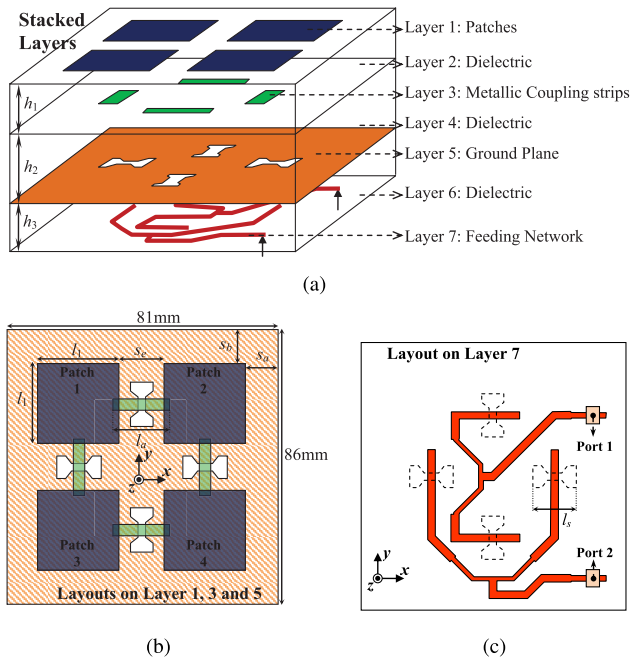 Stacked
Layers
Layer 1: Patches
Layer 2: Dielectric
Layer 3: Metallic Coupling strips
Layer 4: Dielectric
Layer 5: Ground Plane
Layer 6: Dielectric
Layer 7: Feeding Network
h1
h2
h3
(a)
81mm
l1
se
sb
sa
l1
Patch
1
Patch
2
la
y
x
z
86mm
Patch
3
Patch
4
Layouts on Layer 1, 3 and 5
(b)
Layout on Layer 7
Port 1
ls
Port 2
y
x
z
(c)